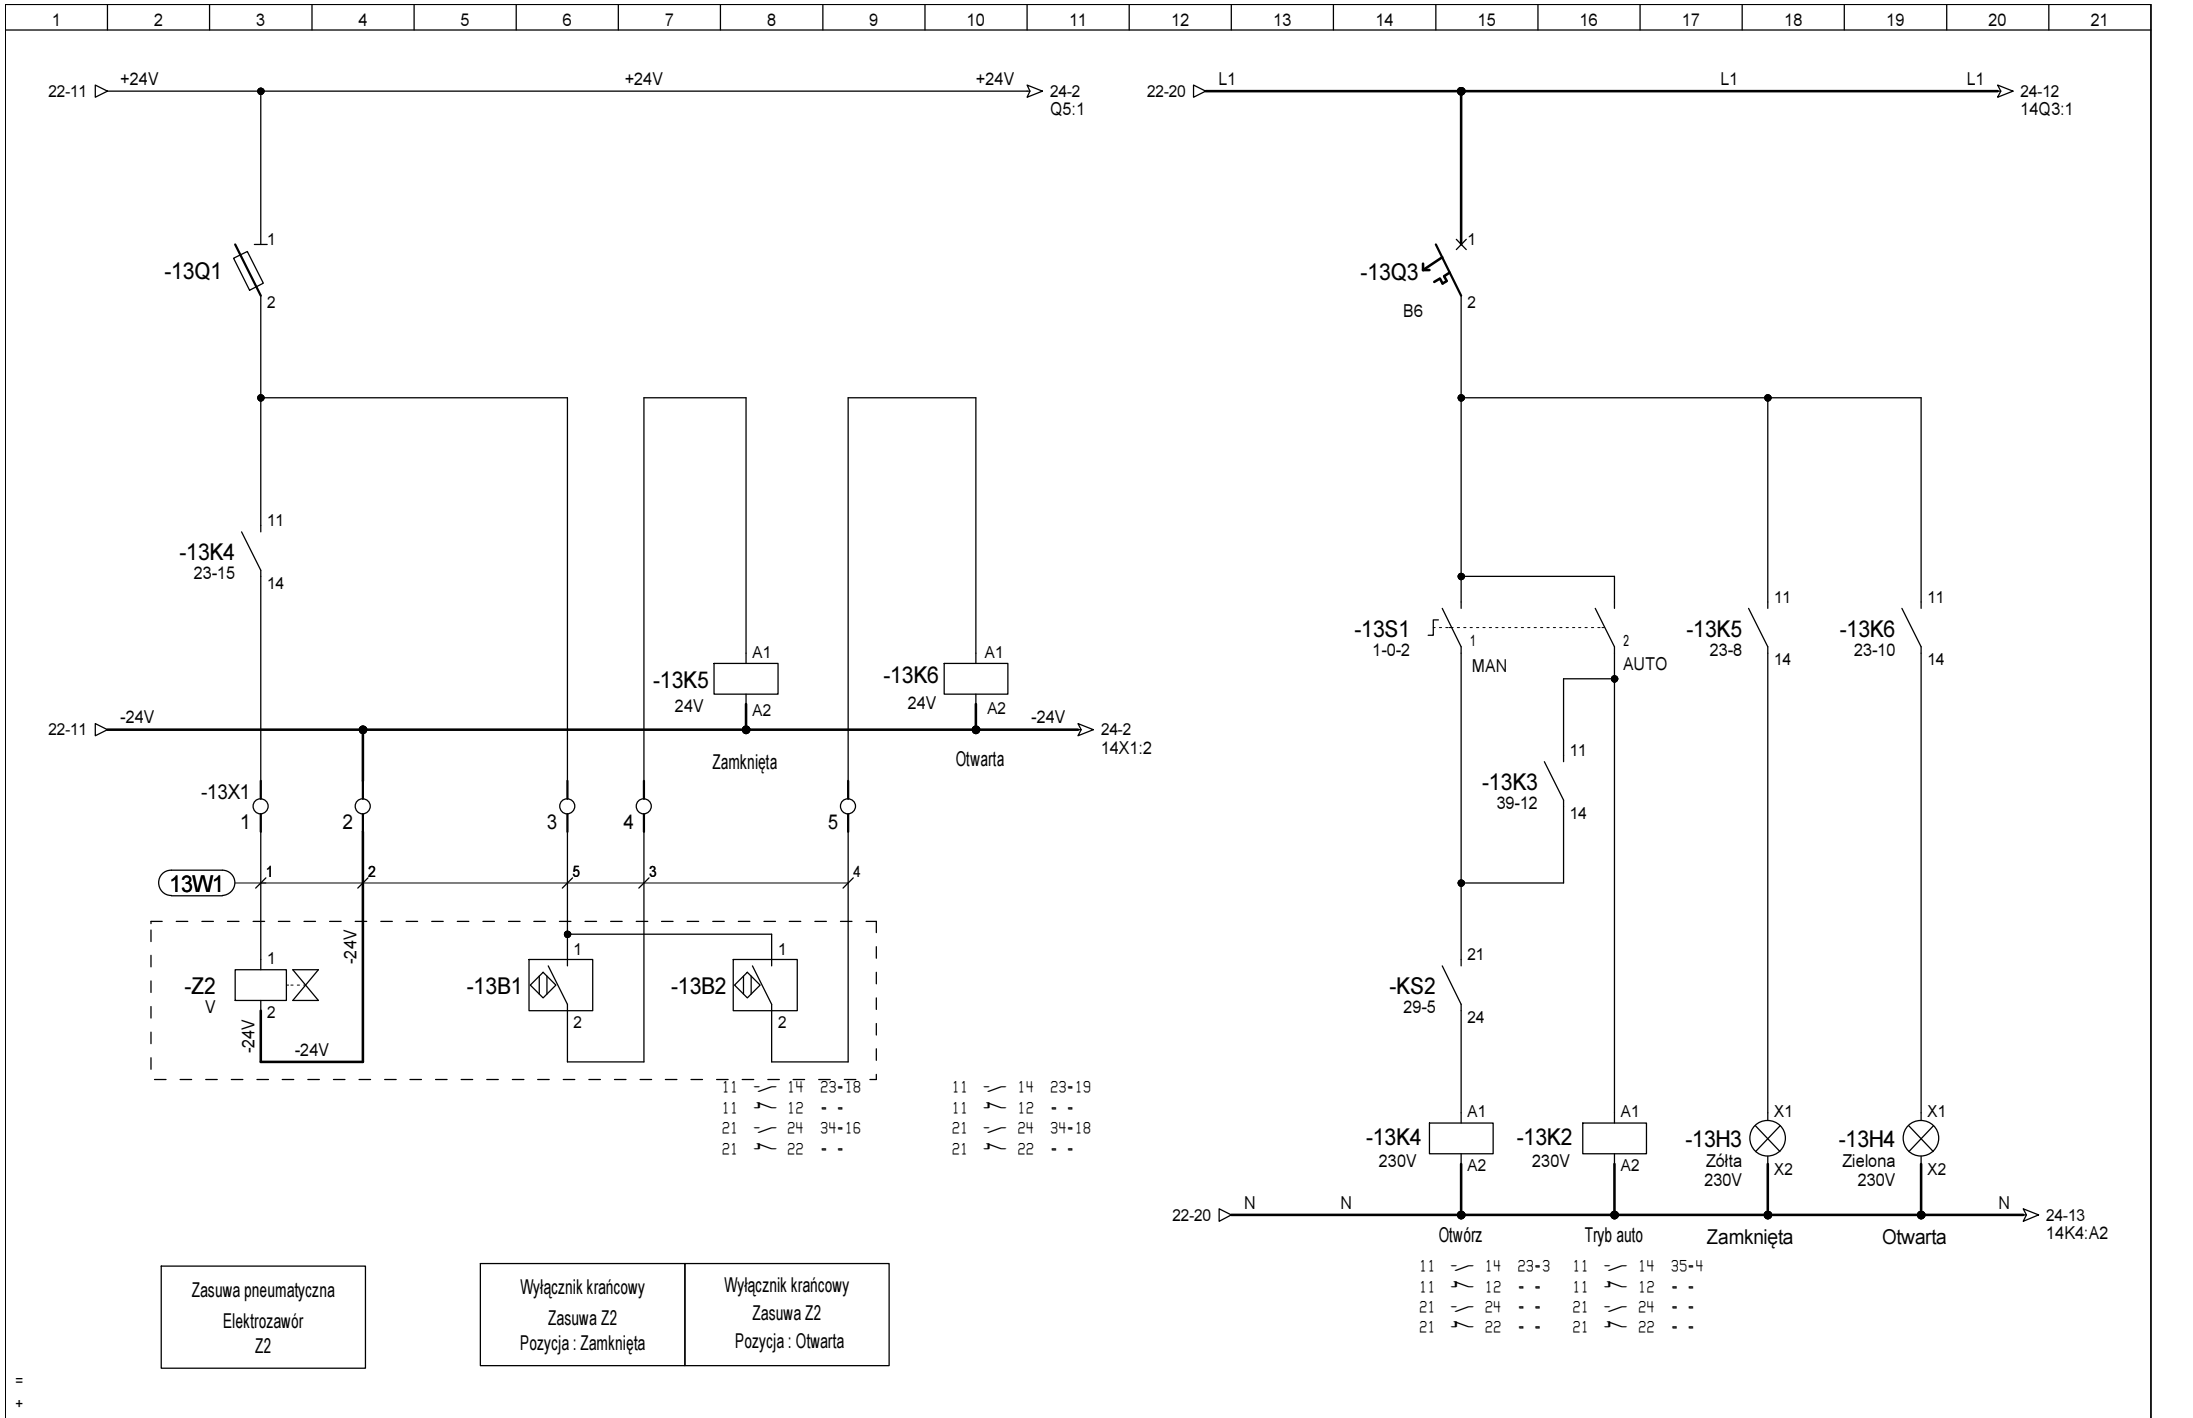 1 2 3 4 5 6 7 8 9 10 11 12 13 14 15 16 17 18 19 20 21
+24V +24V +24V L1 L1 L1
22-11 24-2 22-20 24-12
Q5:1 14Q3:1
1 1
-13Q1 -13Q3
2 2
B6
11
-13K4
23-15
14
11 11
-13S1 -13K5 -13K6
1-0-2 1 2 23-8 23-10
MAN AUTO 14 14
A1 A1
-13K5 -13K6
24V 24V
A2 A2
-24V -24V
22-11 24-2
14X1:2
Zamknięta Otwarta
11
-13K3
39-12
14
-13X1
1 2 3 4 5
13W1 1 2 5 3 4
-24V
1 1 1
-Z2 -13B1 -13B2
V
2 2 2
-24V
-24V
21
-KS2
29-5
24
11 14 23-18 11 14 23-19
11 12 - - 11 12 - -
21 24 34-16 21 24 34-18
21 22 - - 21 22 - -
A1 A1 X1 X1
-13K4 -13K2 -13H3 -13H4
230V 230V Zółta Zielona
A2 A2 230V X2 230V X2
N N N
22-20 24-13
14K4:A2
Otwórz Tryb auto Zamknięta Otwarta
11 14 23-3 11 14 35-4
11 12 - - 11 12 - -
21 24 - - 21 24 - -
21 22 - - 21 22 - -
Zasuwa pneumatyczna
Elektrozawór
Z2
Wyłącznik krańcowy
Zasuwa Z2
Pozycja : Zamknięta
Wyłącznik krańcowy
Zasuwa Z2
Pozycja : Otwarta
=
+